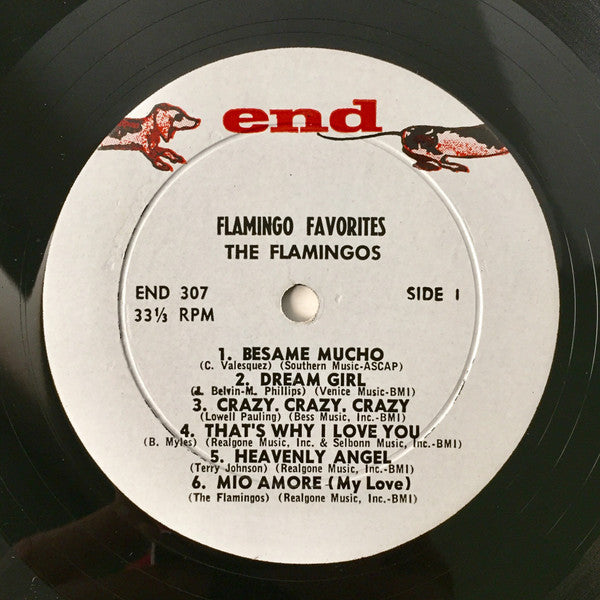 end
FLAMINGO FAVORITES
THE FLAMINGOS
END 307 SIDE 1
33⅓ RPM
1. BESAME MUCHO
(C. Valesquez) (Southern Music-ASCAP)
2. DREAM GIRL
(J. Belvin-M. Phillips) (Venice Music-BMI)
3. CRAZY, CRAZY, CRAZY
(Lowell Pauling) (Bess Music, Inc.-BMI)
4. THAT'S WHY I LOVE YOU
(B. Myles) (Realgone Music, Inc. & Selbonn Music, Inc.-BMI)
5. HEAVENLY ANGEL
(Terry Johnson) (Realgone Music, Inc.-BMI)
6. MIO AMORE (My Love)
(The Flamingos) (Realgone Music, Inc.-BMI)